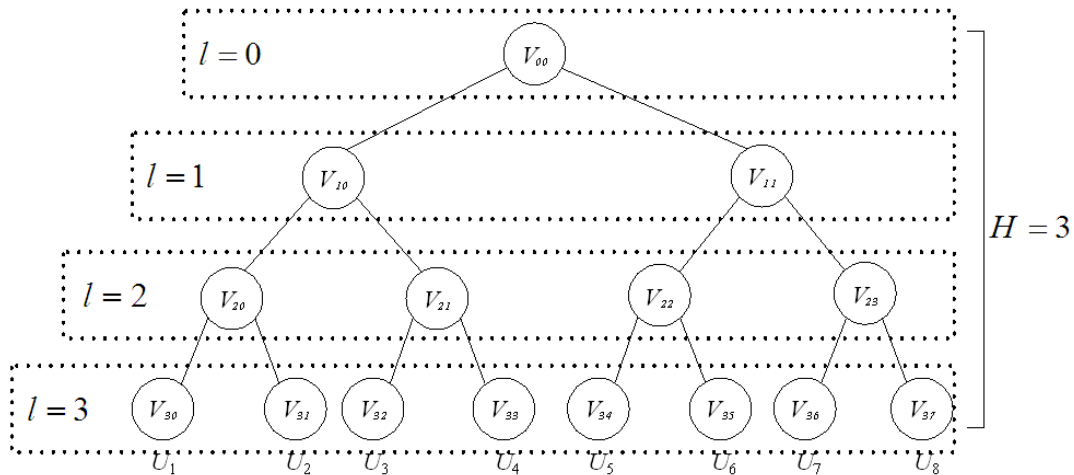 l = 0 V₀₀
l = 1 V₁₀ V₁₁
H = 3
l = 2 V₂₀ V₂₁ V₂₂ V₂₃
l = 3 V₃₀ V₃₁ V₃₂ V₃₃ V₃₄ V₃₅ V₃₆ V₃₇
U₁ U₂ U₃ U₄ U₅ U₆ U₇ U₈